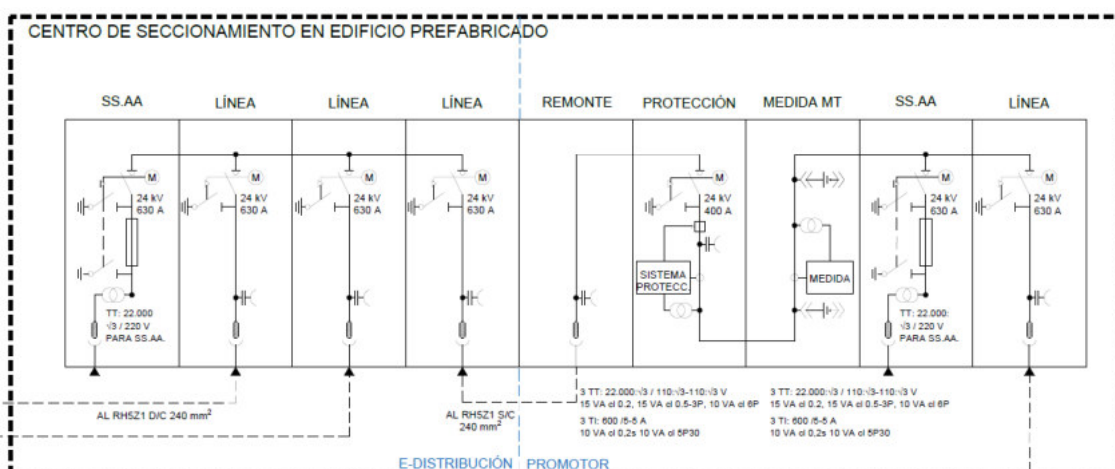 CENTRO DE SECCIONAMIENTO EN EDIFICIO PREFABRICADO
SS.AA
LÍNEA
LÍNEA
LÍNEA
REMONTE
PROTECCIÓN
MEDIDA MT
SS.AA
LÍNEA
M
24 kV
630 A
M
24 kV
630 A
M
24 kV
630 A
M
24 kV
630 A
M
24 kV
400 A
M
24 kV
630 A
M
24 kV
630 A
SISTEMA
PROTECC.
MEDIDA
TT: 22.000
√3 / 220 V
PARA SS.AA.
TT: 22.000:
√3 / 220 V
PARA SS.AA.
AL RH5Z1 D/C 240 mm²
AL RH5Z1 S/C
240 mm²
3 TT: 22.000:√3 / 110:√3-110:√3 V
15 VA cl 0.2, 15 VA cl 0.5-3P, 10 VA cl 6P
3 TI: 600 /5-5 A
10 VA cl 0,2s 10 VA cl 5P30
3 TT: 22.000:√3 / 110:√3-110:√3 V
15 VA cl 0.2, 15 VA cl 0.5-3P, 10 VA cl 6P
3 TI: 600 /5-5 A
10 VA cl 0,2s 10 VA cl 5P30
E-DISTRIBUCIÓN
PROMOTOR